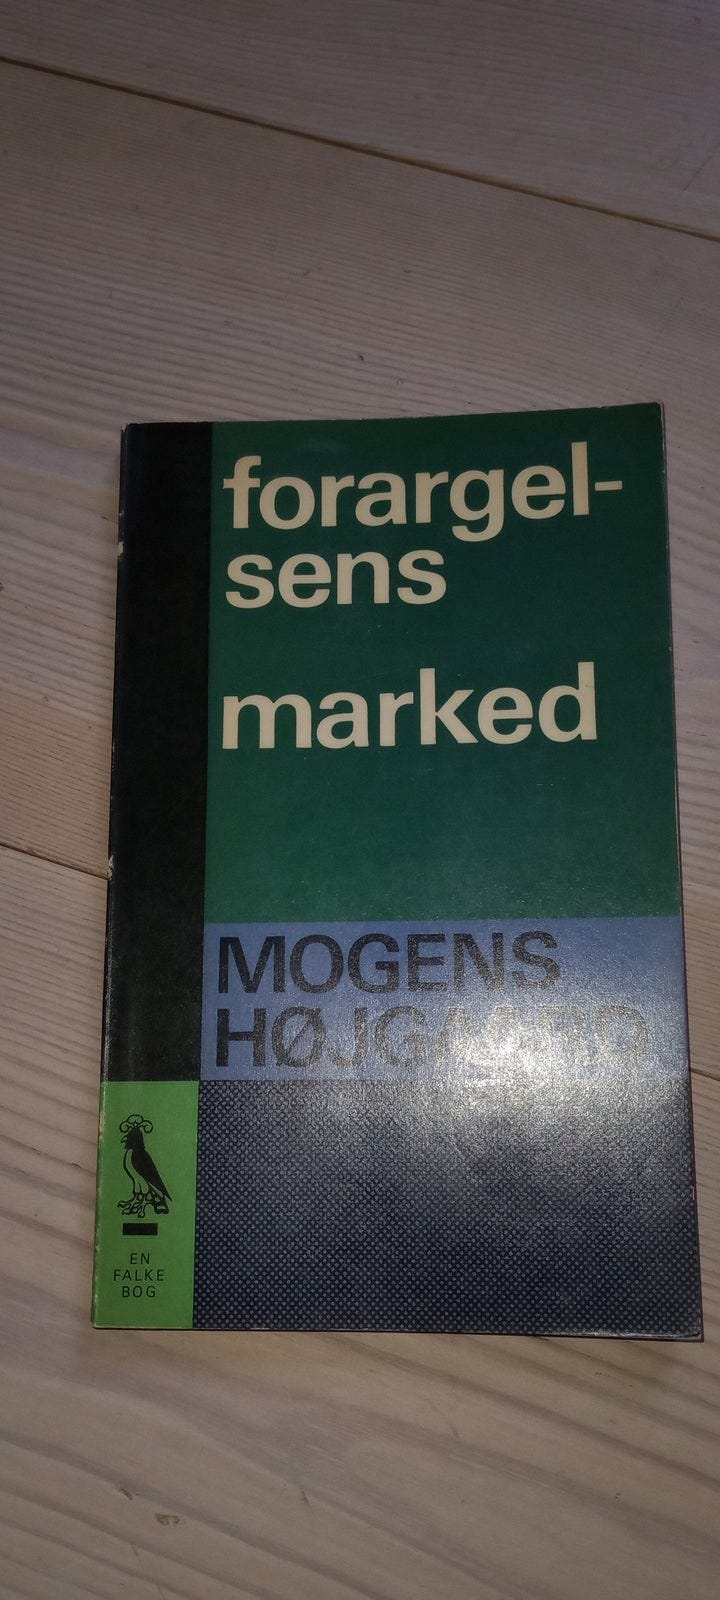 forargel-
sens
marked
MOGENS
HØJGAARD
EN
FALKE
BOG